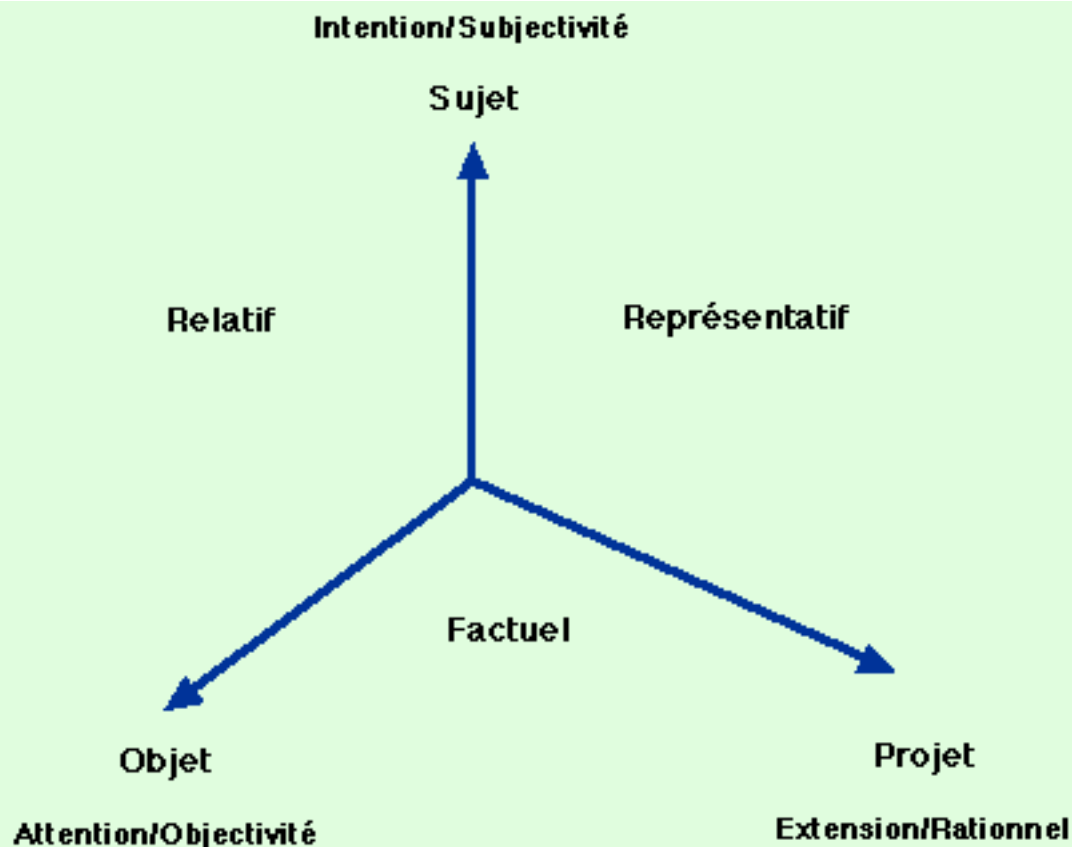 Intention/Subjectivité
Sujet
Relatif
Représentatif
Factuel
Objet
Projet
Attention/Objectivité
Extension/Rationnel